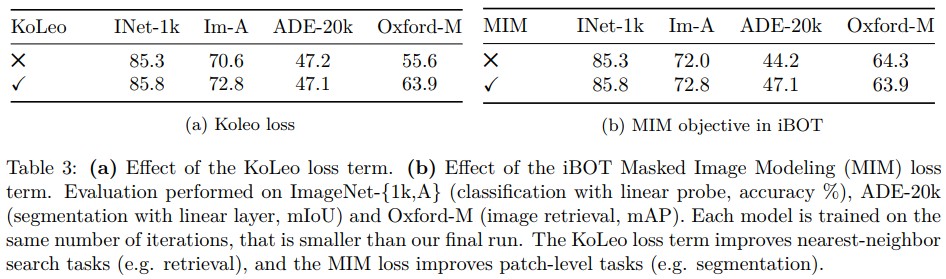 KoLeo INet-1k Im-A ADE-20k Oxford-M
✕ 85.3 70.6 47.2 55.6
✓ 85.8 72.8 47.1 63.9
(a) Koleo loss
MIM INet-1k Im-A ADE-20k Oxford-M
✕ 85.3 72.0 44.2 64.3
✓ 85.8 72.8 47.1 63.9
(b) MIM objective in iBOT
Table 3: (a) Effect of the KoLeo loss term. (b) Effect of the iBOT Masked Image Modeling (MIM) loss
term. Evaluation performed on ImageNet-{1k,A} (classification with linear probe, accuracy %), ADE-20k
(segmentation with linear layer, mIoU) and Oxford-M (image retrieval, mAP). Each model is trained on the
same number of iterations, that is smaller than our final run. The KoLeo loss term improves nearest-neighbor
search tasks (e.g. retrieval), and the MIM loss improves patch-level tasks (e.g. segmentation).